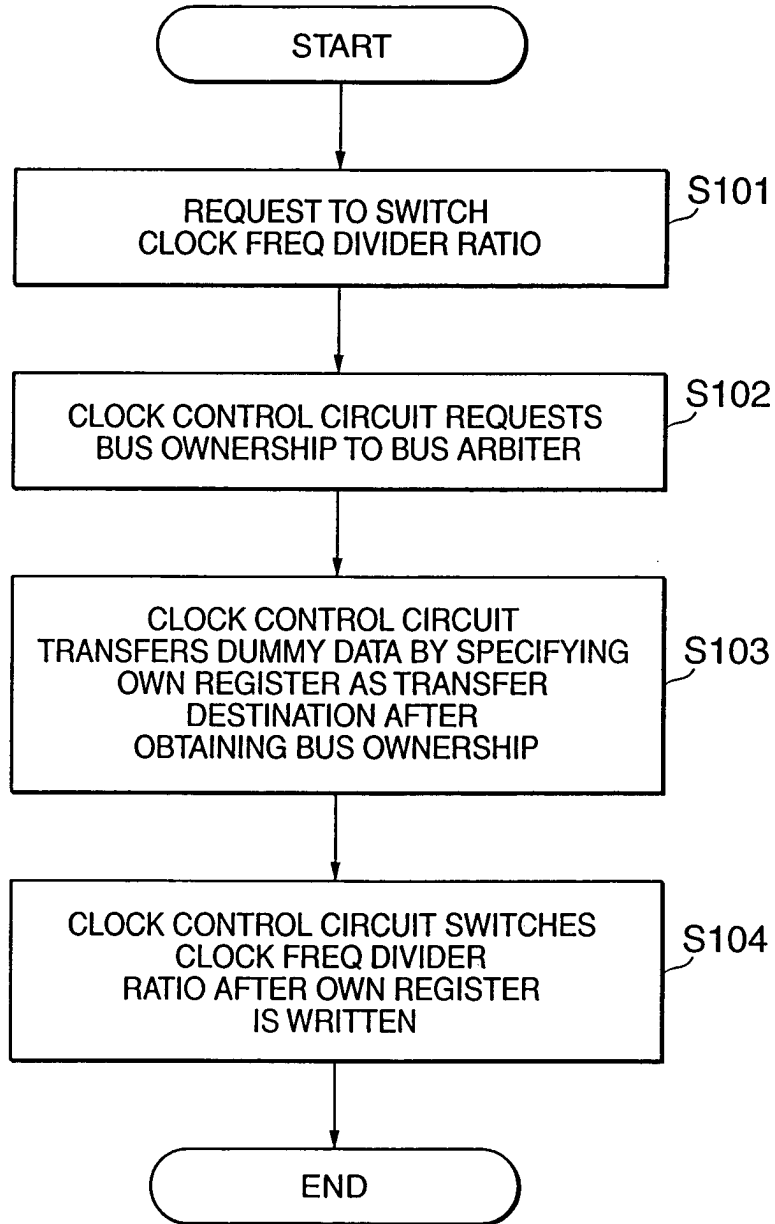 START
REQUEST TO SWITCH
CLOCK FREQ DIVIDER RATIO
S101
CLOCK CONTROL CIRCUIT REQUESTS
BUS OWNERSHIP TO BUS ARBITER
S102
CLOCK CONTROL CIRCUIT
TRANSFERS DUMMY DATA BY SPECIFYING
OWN REGISTER AS TRANSFER
DESTINATION AFTER
OBTAINING BUS OWNERSHIP
S103
CLOCK CONTROL CIRCUIT SWITCHES
CLOCK FREQ DIVIDER
RATIO AFTER OWN REGISTER
IS WRITTEN
S104
END